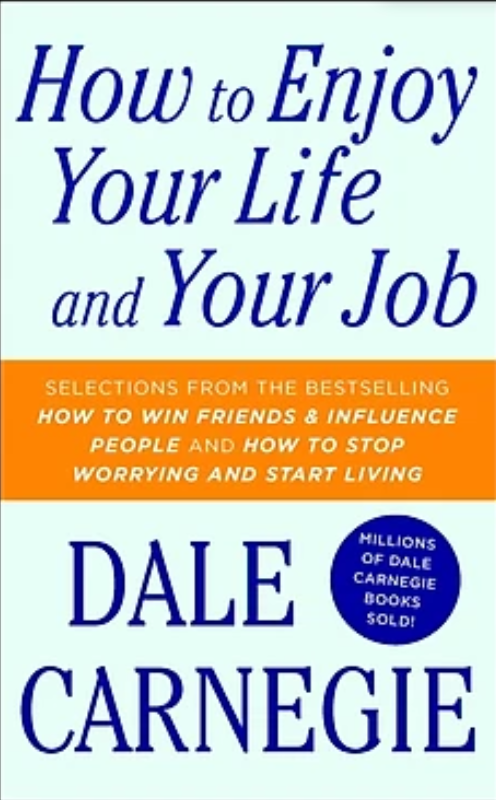 How to Enjoy
Your Life
and Your Job
SELECTIONS FROM THE BESTSELLING
HOW TO WIN FRIENDS & INFLUENCE
PEOPLE AND HOW TO STOP
WORRYING AND START LIVING
DALE
MILLIONS
OF DALE
CARNEGIE
BOOKS
SOLD!
CARNEGIE